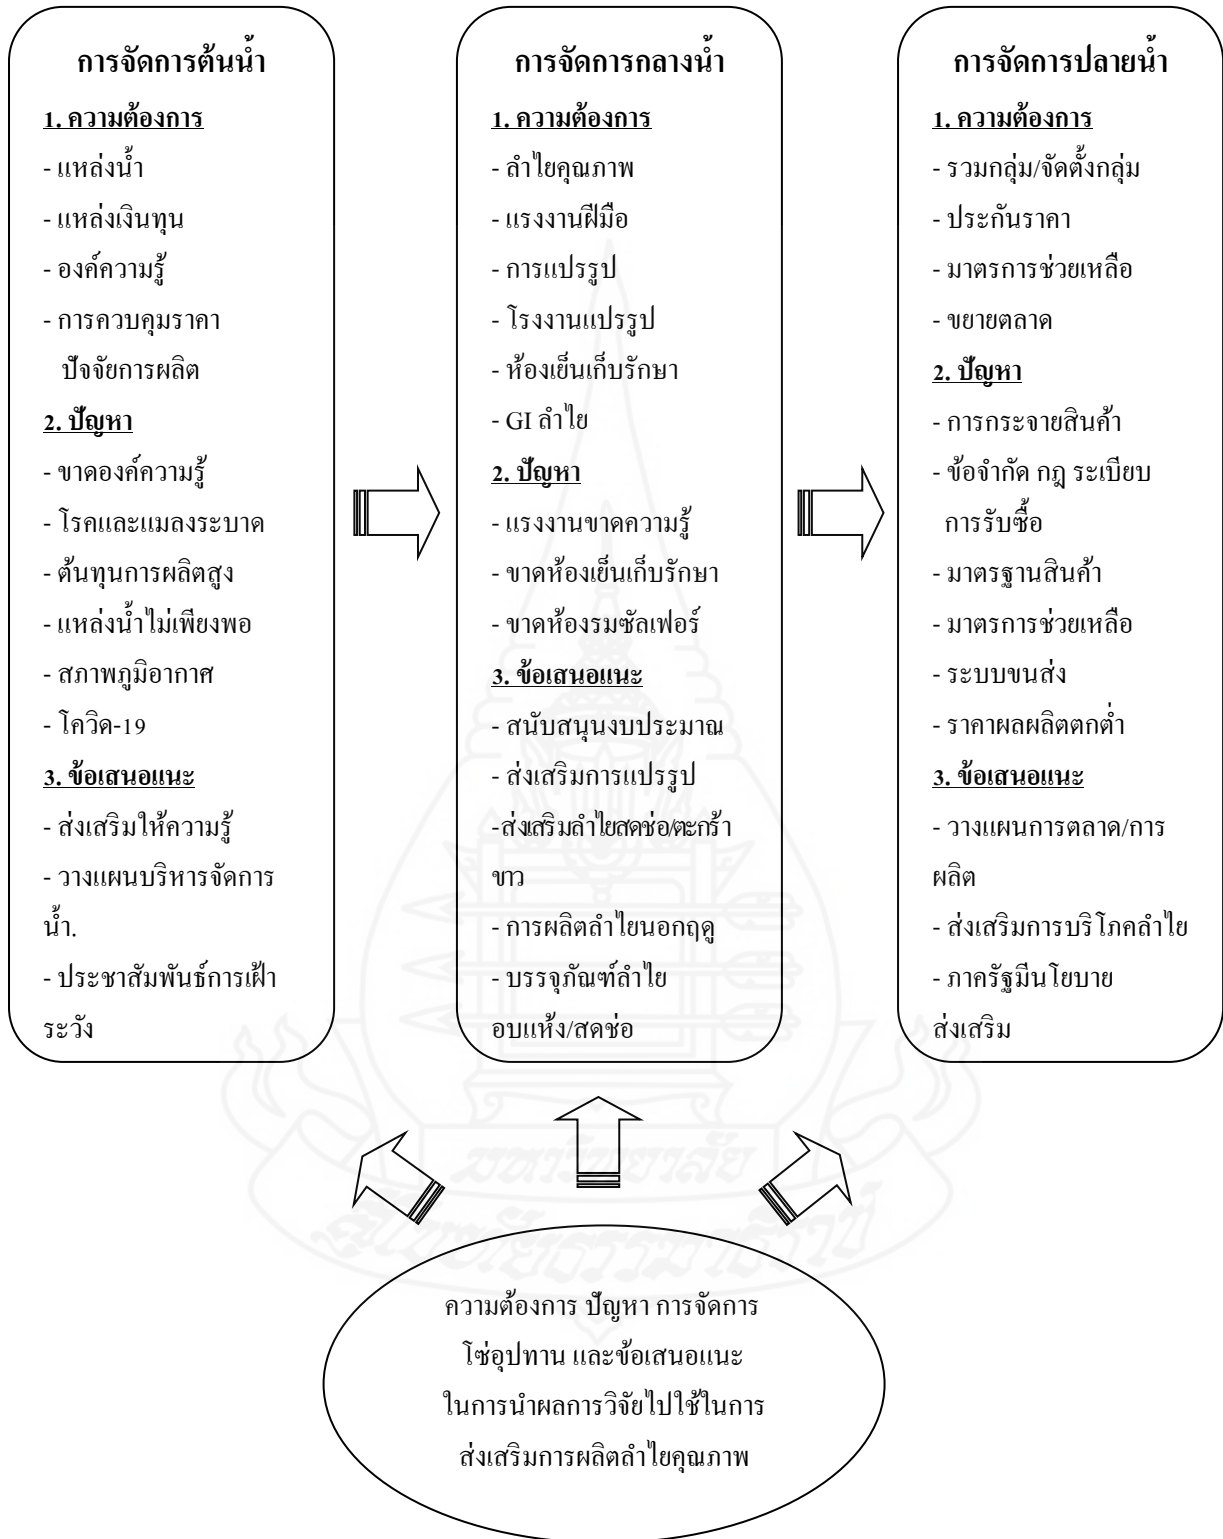 การจัดการต้นน้ำ
1. ความต้องการ
- แหล่งน้ำ
- แหล่งเงินทุน
- องค์ความรู้
- การควบคุมราคา
ปัจจัยการผลิต
2. ปัญหา
- ขาดองค์ความรู้
- โรคและแมลงระบาด
- ต้นทุนการผลิตสูง
- แหล่งน้ำไม่เพียงพอ
- สภาพภูมิอากาศ
- โควิด-19
3. ข้อเสนอแนะ
- ส่งเสริมให้ความรู้
- วางแผนบริหารจัดการ
น้ำ.
- ประชาสัมพันธ์การเฝ้า
ระวัง
การจัดการกลางน้ำ
1. ความต้องการ
- ลำไยคุณภาพ
- แรงงานฝีมือ
- การแปรรูป
- โรงงานแปรรูป
- ห้องเย็นเก็บรักษา
- GI ลำไย
2. ปัญหา
- แรงงานขาดความรู้
- ขาดห้องเย็นเก็บรักษา
- ขาดห้องรมซัลเฟอร์
3. ข้อเสนอแนะ
- สนับสนุนงบประมาณ
- ส่งเสริมการแปรรูป
-ส่งเสริมลำไยสดช่อ/ตะกร้า
ขาว
- การผลิตลำไยนอกฤดู
- บรรจุภัณฑ์ลำไย
อบแห้ง/สดช่อ
การจัดการปลายน้ำ
1. ความต้องการ
- รวมกลุ่ม/จัดตั้งกลุ่ม
- ประกันราคา
- มาตรการช่วยเหลือ
- ขยายตลาด
2. ปัญหา
- การกระจายสินค้า
- ข้อจำกัด กฎ ระเบียบ
การรับซื้อ
- มาตรฐานสินค้า
- มาตรการช่วยเหลือ
- ระบบขนส่ง
- ราคาผลผลิตตกต่ำ
3. ข้อเสนอแนะ
- วางแผนการตลาด/การ
ผลิต
- ส่งเสริมการบริโภคลำไย
- ภาครัฐมีนโยบาย
ส่งเสริม
มหาวิทยาลัย
สุโขทัยธรรมาธิราช
ความต้องการ ปัญหา การจัดการ
โซ่อุปทาน และข้อเสนอแนะ
ในการนำผลการวิจัยไปใช้ในการ
ส่งเสริมการผลิตลำไยคุณภาพ